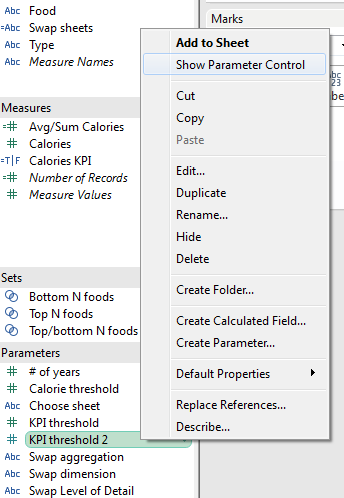 Abc Food
=Abc Swap sheets
Abc Type
Abc Measure Names
Measures
Avg/Sum Calories
Calories
=T|F Calories KPI
Number of Records
Measure Values
Sets
Bottom N foods
Top N foods
Top/bottom N foods
Parameters
# of years
Calorie threshold
Abc Choose sheet
KPI threshold
KPI threshold 2
Abc Swap aggregation
Abc Swap dimension
Abc Swap Level of Detail
Add to Sheet
Show Parameter Control
Cut
Copy
Paste
Edit...
Duplicate
Rename...
Hide
Delete
Create Folder...
Create Calculated Field...
Create Parameter...
Default Properties
Replace References...
Describe...
Marks
Abc
123
be